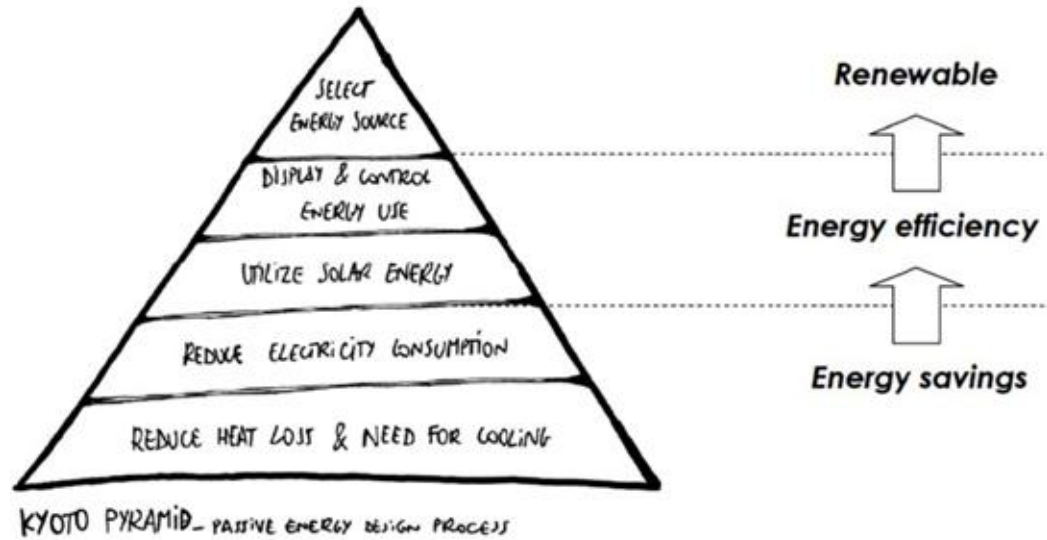 SELECT
ENERGY SOURCE
DISPLAY & CONTROL
ENERGY USE
UTILIZE SOLAR ENERGY
REDUCE ELECTRICITY CONSUMPTION
REDUCE HEAT LOSS & NEED FOR COOLING
KYOTO PYRAMID_ PASSIVE ENERGY DESIGN PROCESS
Renewable
Energy efficiency
Energy savings